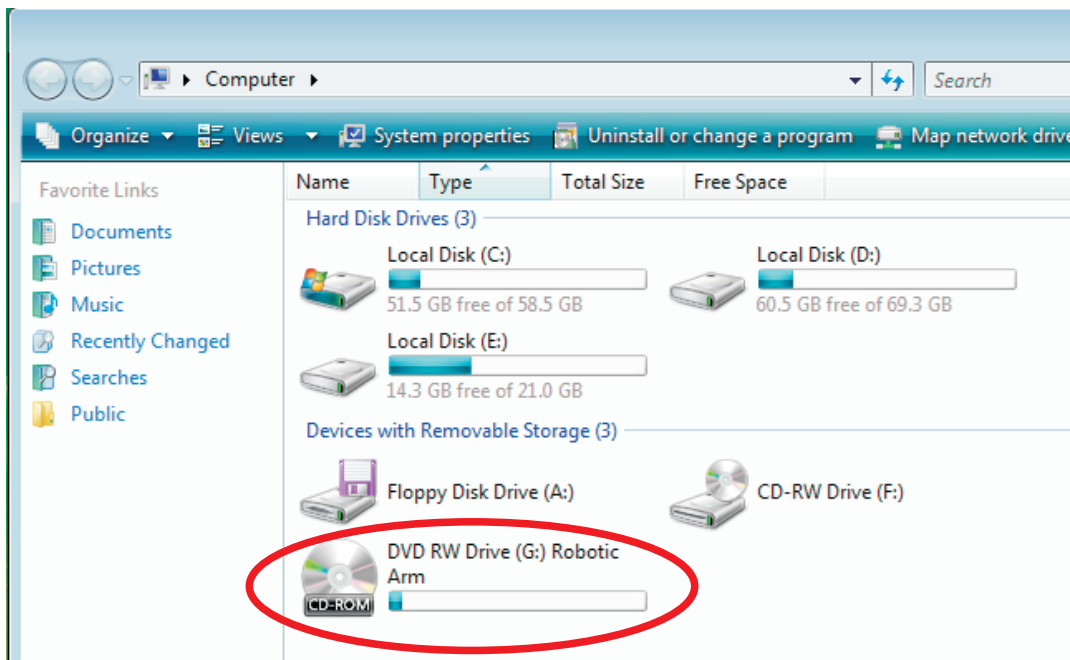 Computer
Search
Organize Views System properties Uninstall or change a program Map network drive
Favorite Links
Documents
Pictures
Music
Recently Changed
Searches
Public
Name Type Total Size Free Space
Hard Disk Drives (3)
Local Disk (C:)
51.5 GB free of 58.5 GB
Local Disk (D:)
60.5 GB free of 69.3 GB
Local Disk (E:)
14.3 GB free of 21.0 GB
Devices with Removable Storage (3)
Floppy Disk Drive (A:)
CD-RW Drive (F:)
DVD RW Drive (G:) Robotic
Arm
CD-ROM